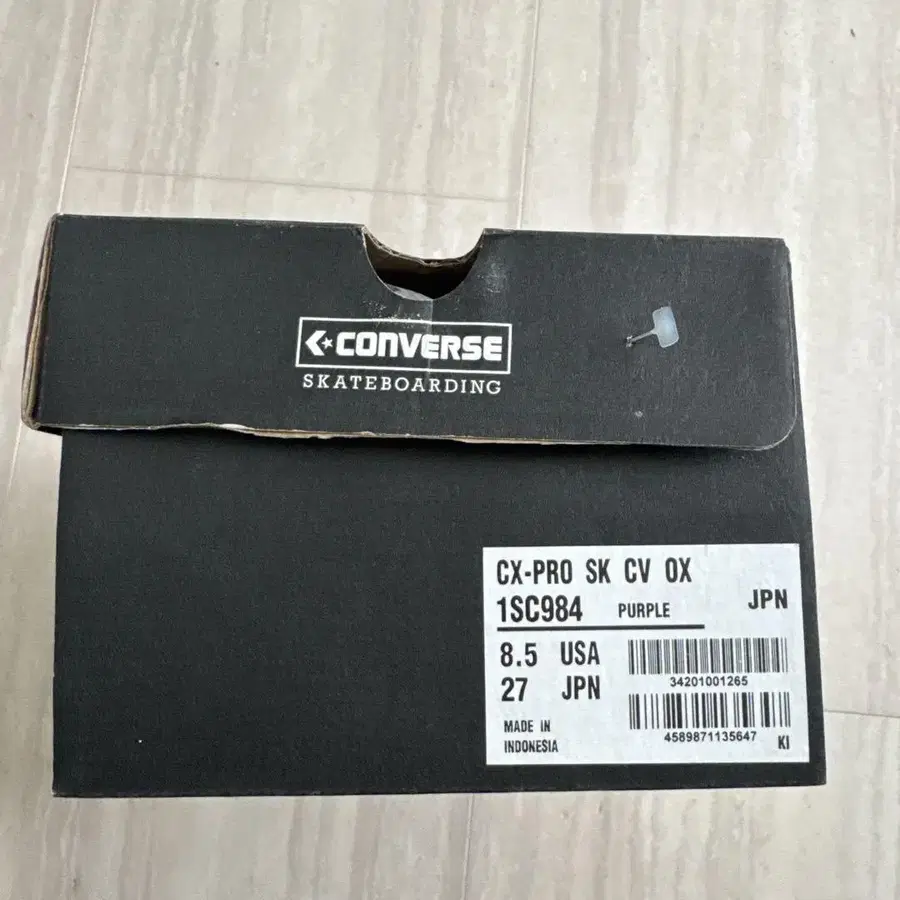 CONVERSE
SKATEBOARDING
CX-PRO SK CV OX
1SC984 PURPLE JPN
8.5 USA
27 JPN
34201001265
MADE IN
INDONESIA
4589871135647 KI